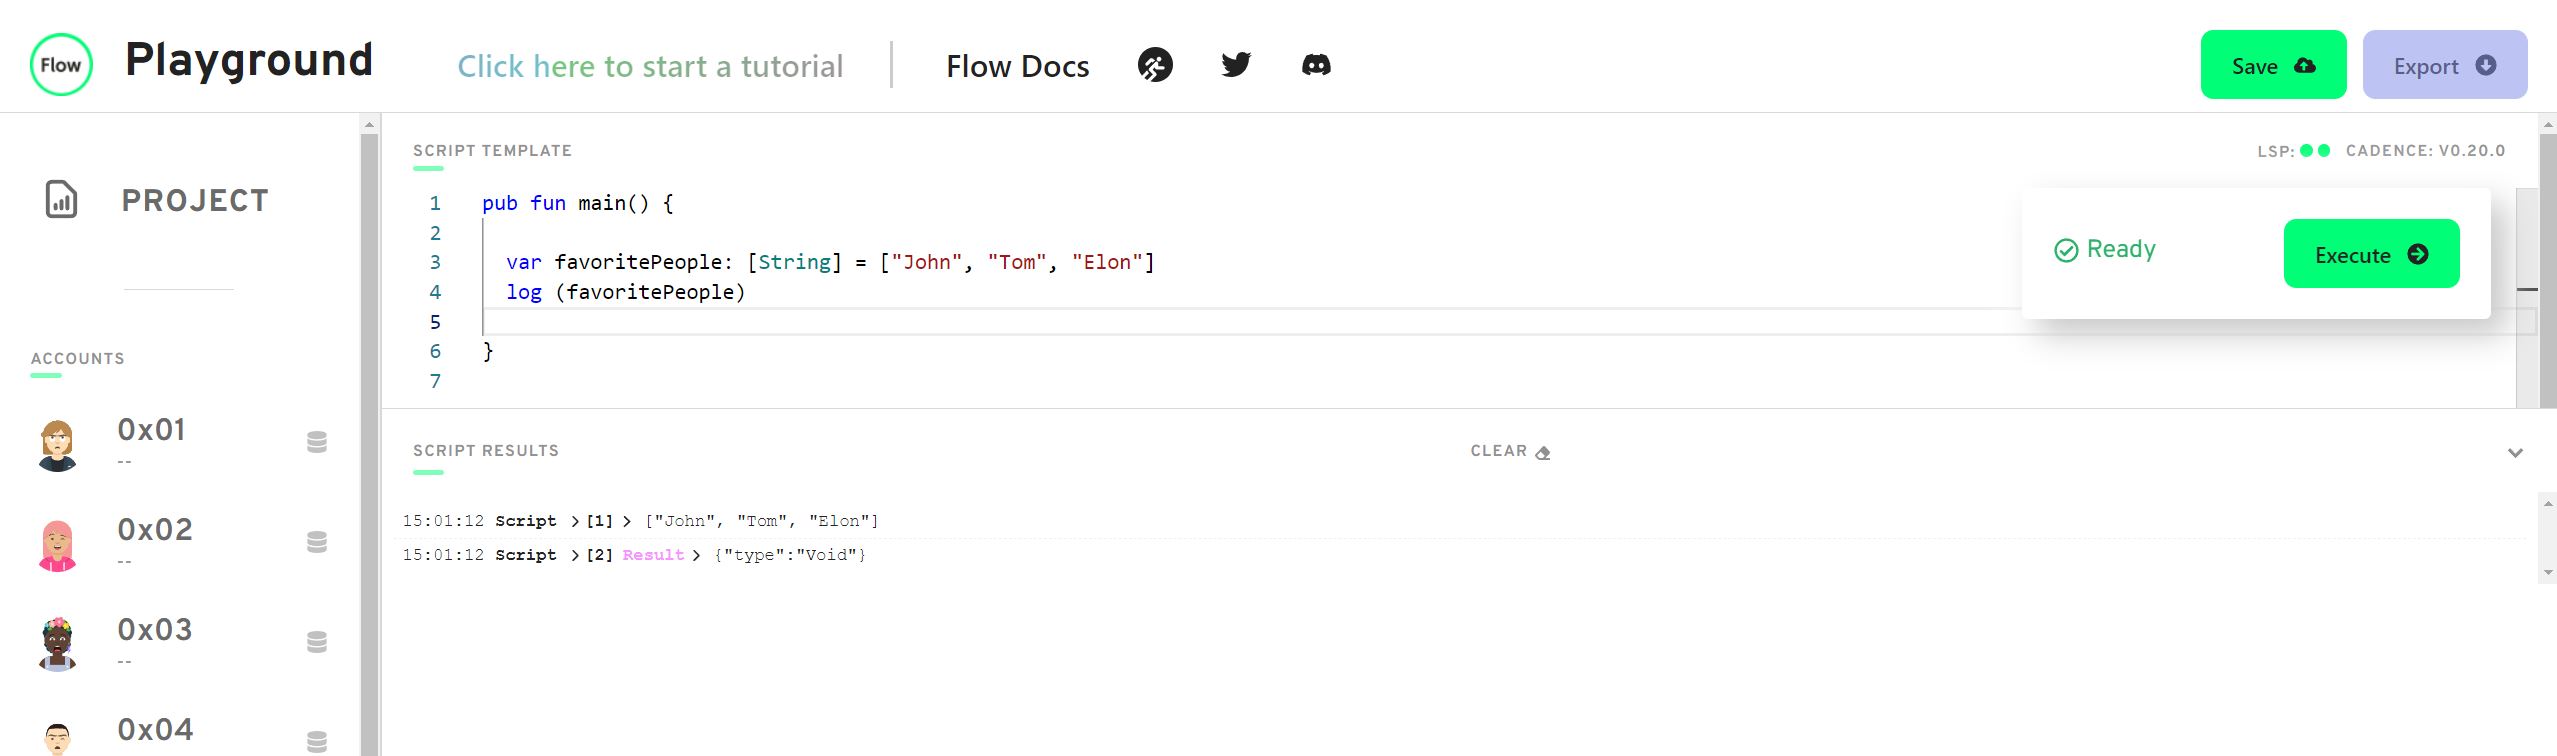 Flow Playground Click here to start a tutorial Flow Docs Save Export
PROJECT
ACCOUNTS
0x01
--
0x02
--
0x03
--
0x04
SCRIPT TEMPLATE LSP: CADENCE: V0.20.0
1 pub fun main() {
2
3 var favoritePeople: [String] = ["John", "Tom", "Elon"]
4 log (favoritePeople)
5
6 }
7
Ready Execute
SCRIPT RESULTS CLEAR
15:01:12 Script > [1] > ["John", "Tom", "Elon"]
15:01:12 Script > [2] Result > {"type":"Void"}